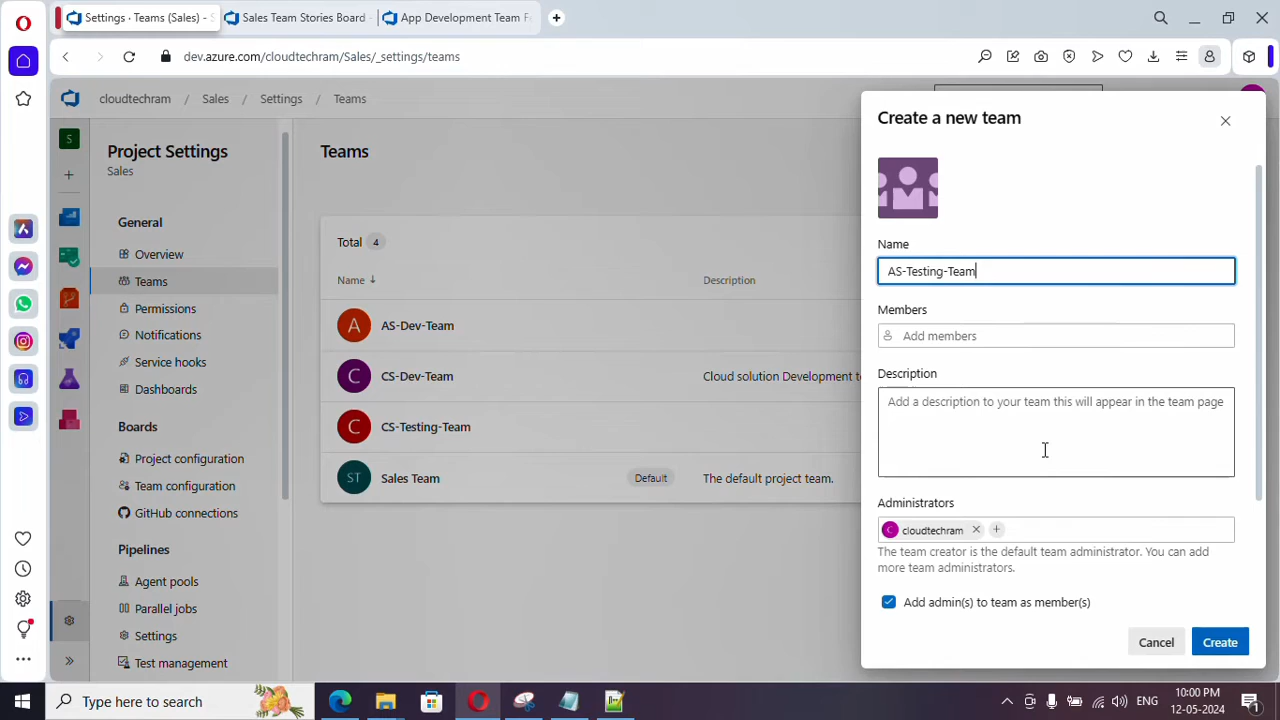 Settings · Teams (Sales) - S
Sales Team Stories Board -
App Development Team F
dev.azure.com/cloudtechram/Sales/_settings/teams
cloudtechram / Sales / Settings / Teams
Create a new team
S
Project Settings
Sales
Teams
General
Overview
Teams
Permissions
Notifications
Service hooks
Dashboards
Boards
Project configuration
Team configuration
GitHub connections
Pipelines
Agent pools
Parallel jobs
Settings
Test management
Total 4
Name ↓ Description
A AS-Dev-Team
C CS-Dev-Team Cloud solution Development t
C CS-Testing-Team
ST Sales Team Default The default project team.
Name
AS-Testing-Team
Members
Add members
Description
Add a description to your team this will appear in the team page
Administrators
C cloudtechram
The team creator is the default team administrator. You can add
more team administrators.
Add admin(s) to team as member(s)
Cancel Create
Type here to search
ENG
10:00 PM
12-05-2024
1